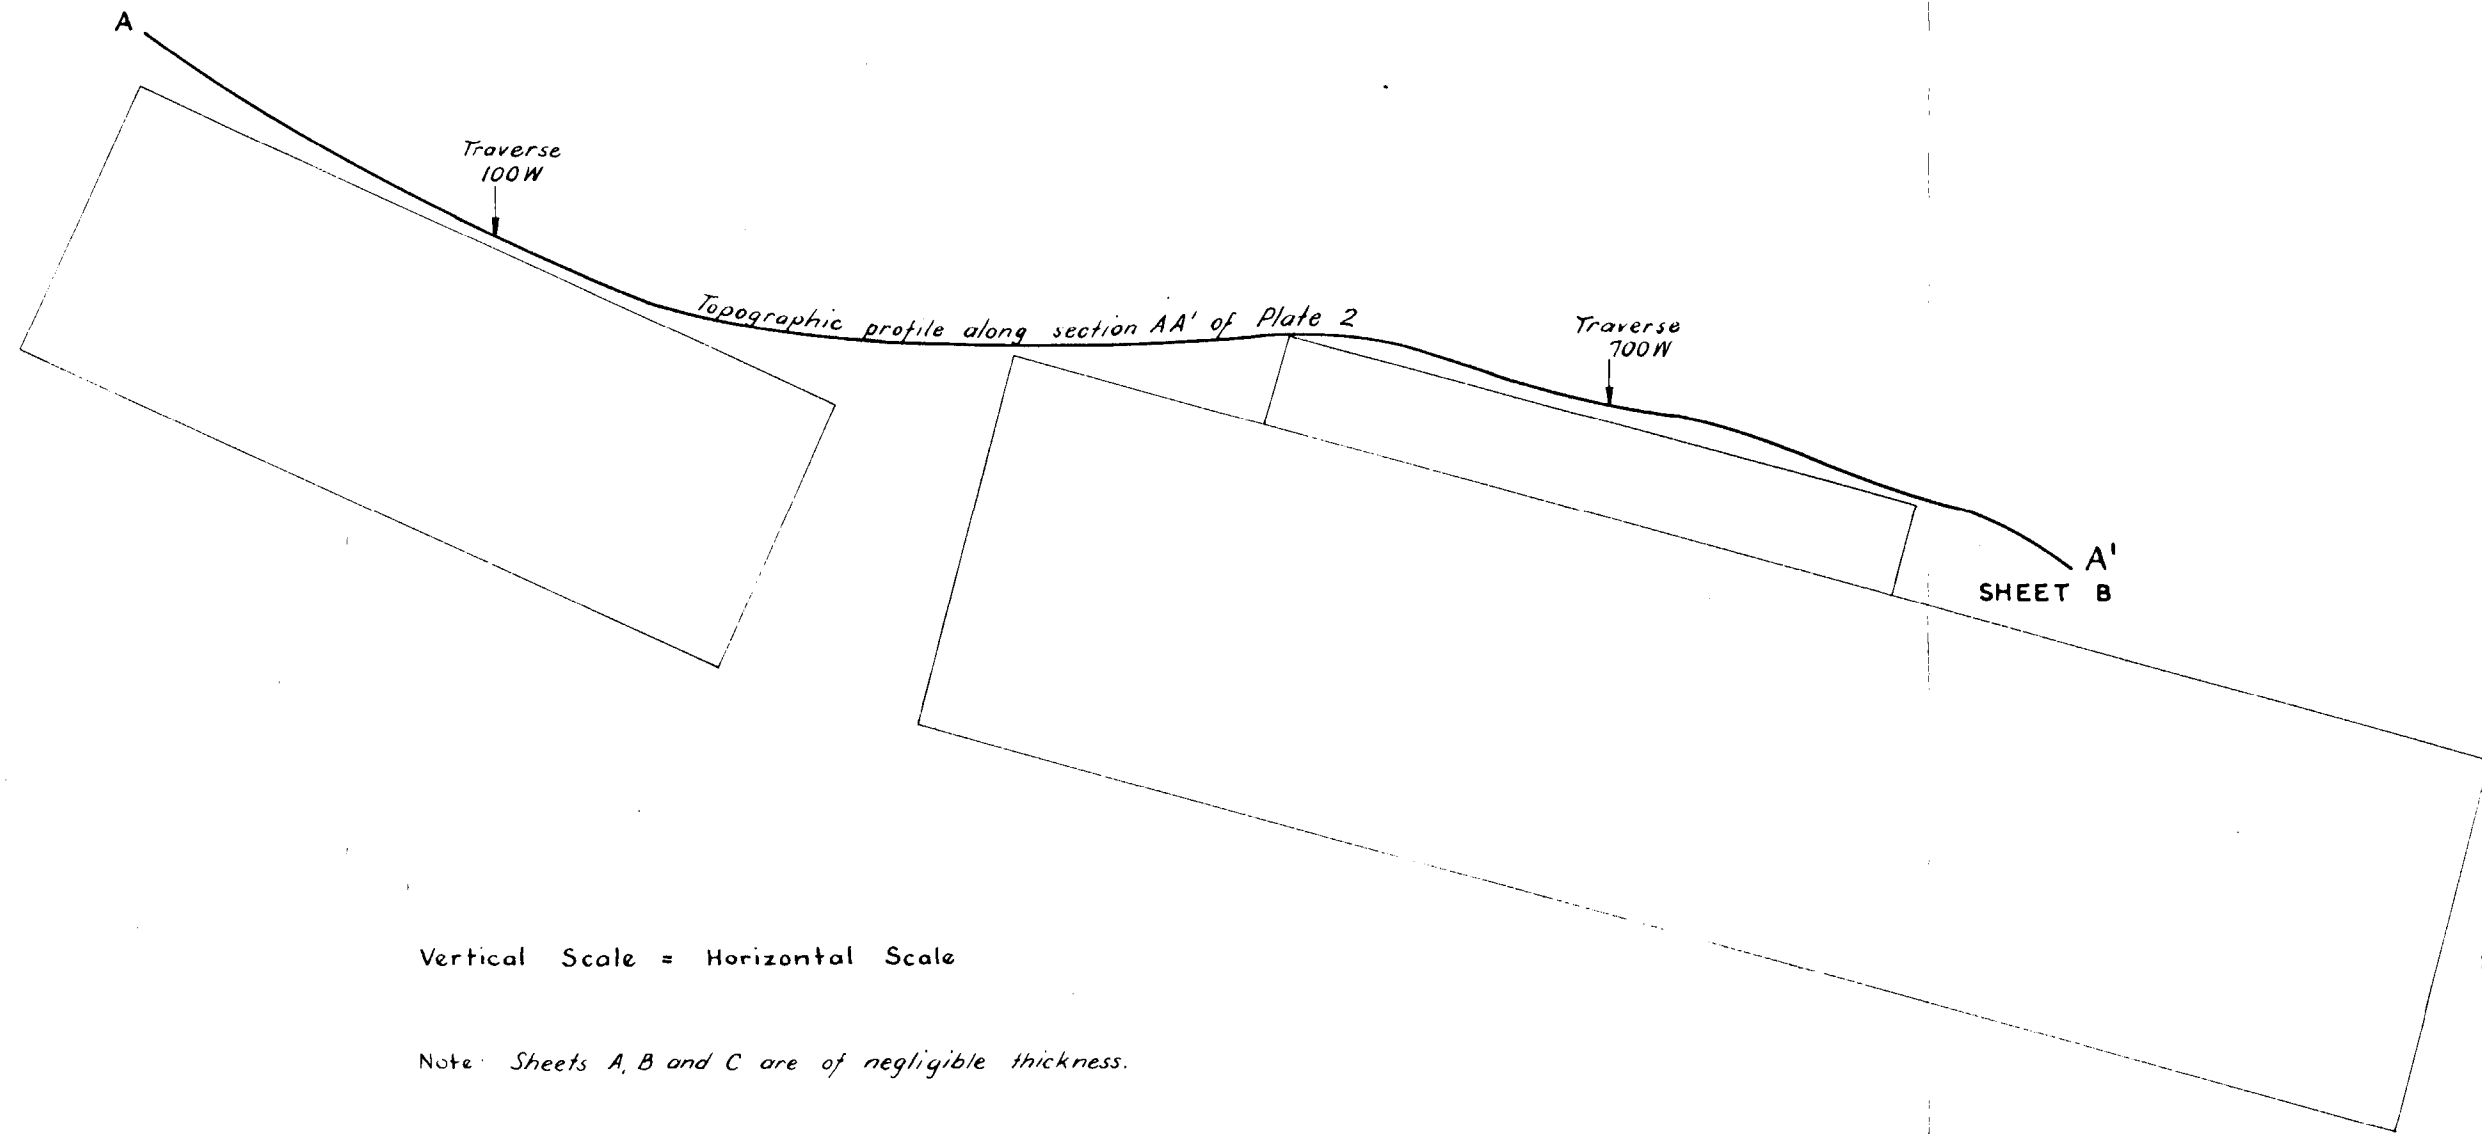 A
Traverse
100W
Topographic profile along section AA' of Plate 2
Traverse
700W
A'
SHEET B
Vertical Scale = Horizontal Scale
Note: Sheets A, B and C are of negligible thickness.